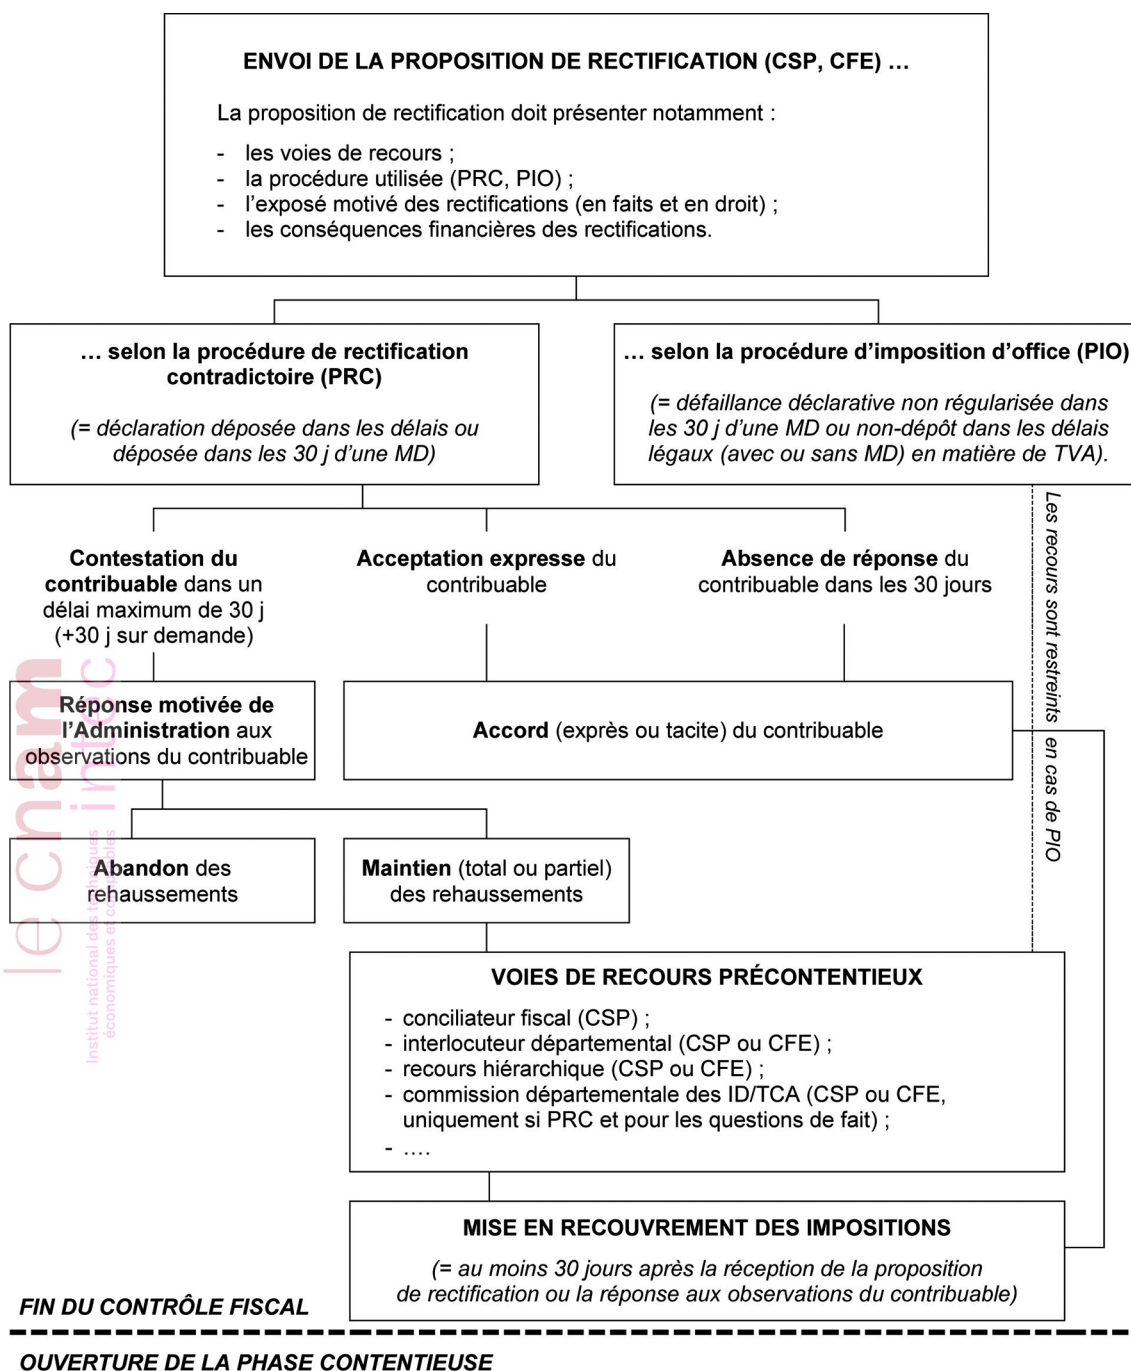 ENVOI DE LA PROPOSITION DE RECTIFICATION (CSP, CFE) …
La proposition de rectification doit présenter notamment :
- les voies de recours ;
- la procédure utilisée (PRC, PIO) ;
- l’exposé motivé des rectifications (en faits et en droit) ;
- les conséquences financières des rectifications.
… selon la procédure de rectification
contradictoire (PRC)
(= déclaration déposée dans les délais ou
déposée dans les 30 j d’une MD)
… selon la procédure d’imposition d’office (PIO)
(= défaillance déclarative non régularisée dans
les 30 j d’une MD ou non-dépôt dans les délais
légaux (avec ou sans MD) en matière de TVA).
Les recours sont restreints en cas de PIO
Contestation du
contribuable dans un
délai maximum de 30 j
(+30 j sur demande)
Acceptation expresse du
contribuable
Absence de réponse du
contribuable dans les 30 jours
Réponse motivée de
l’Administration aux
observations du contribuable
Accord (exprès ou tacite) du contribuable
Abandon des
rehaussements
Maintien (total ou partiel)
des rehaussements
le cnam
intec
Institut national des techniques
économiques et comptables
VOIES DE RECOURS PRÉCONTENTIEUX
- conciliateur fiscal (CSP) ;
- interlocuteur départemental (CSP ou CFE) ;
- recours hiérarchique (CSP ou CFE) ;
- commission départementale des ID/TCA (CSP ou CFE,
uniquement si PRC et pour les questions de fait) ;
- ….
MISE EN RECOUVREMENT DES IMPOSITIONS
(= au moins 30 jours après la réception de la proposition
de rectification ou la réponse aux observations du contribuable)
FIN DU CONTRÔLE FISCAL
OUVERTURE DE LA PHASE CONTENTIEUSE